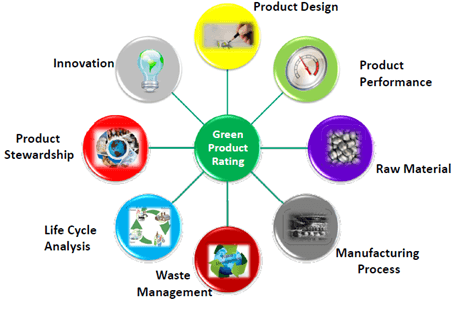 Product Design
Innovation
Product
Performance
Green
Product
Rating
Product
Stewardship
Raw Material
Life Cycle
Analysis
Manufacturing
Process
Waste
Management